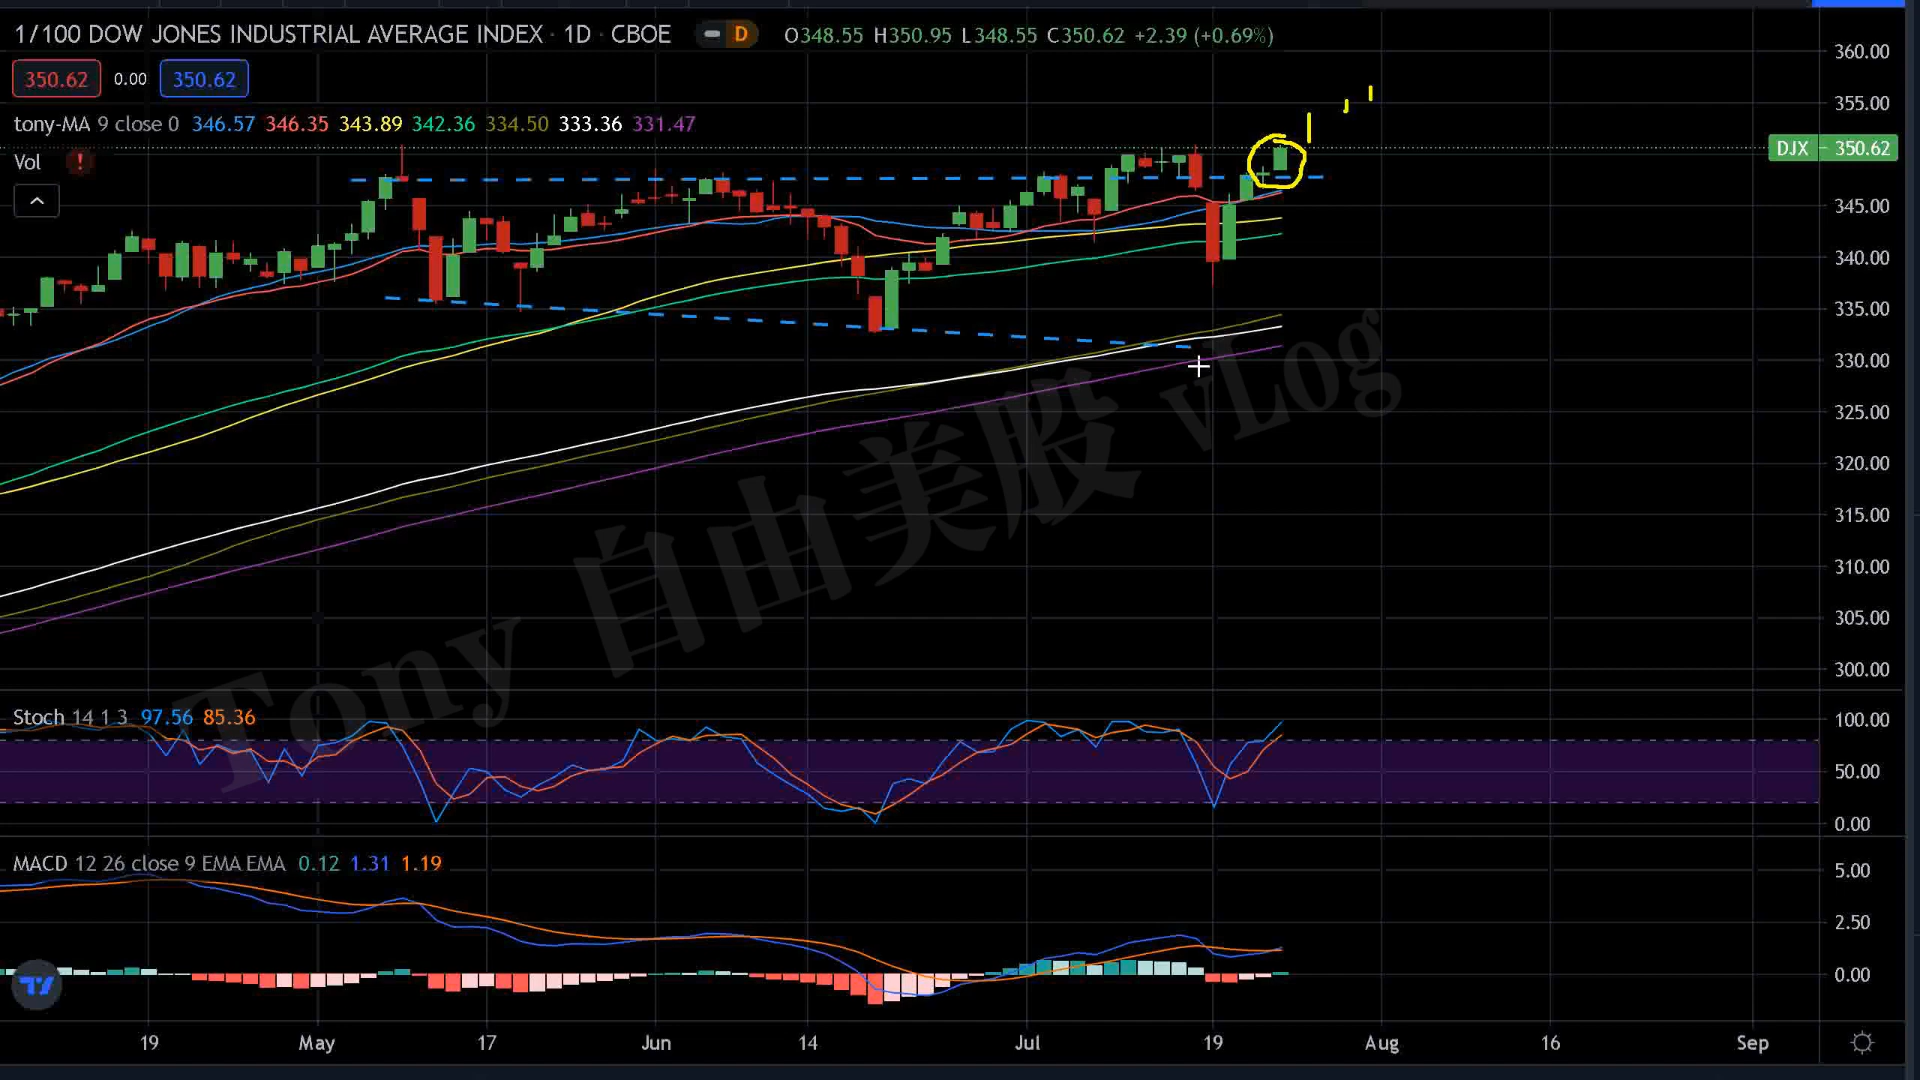 1/100 DOW JONES INDUSTRIAL AVERAGE INDEX · 1D · CBOE D O348.55 H350.95 L348.55 C350.62 +2.39 (+0.69%)
350.62 0.00 350.62
tony-MA 9 close 0 346.57 346.35 343.89 342.36 334.50 333.36 331.47
Vol !
360.00
355.00
DJX 350.62
345.00
340.00
335.00
330.00
325.00
320.00
315.00
310.00
305.00
300.00
Tony 自由美股 vLog
Stoch 14 1 3 97.56 85.36
100.00
50.00
0.00
MACD 12 26 close 9 EMA EMA 0.12 1.31 1.19
5.00
2.50
0.00
19 May 17 Jun 14 Jul 19 Aug 16 Sep